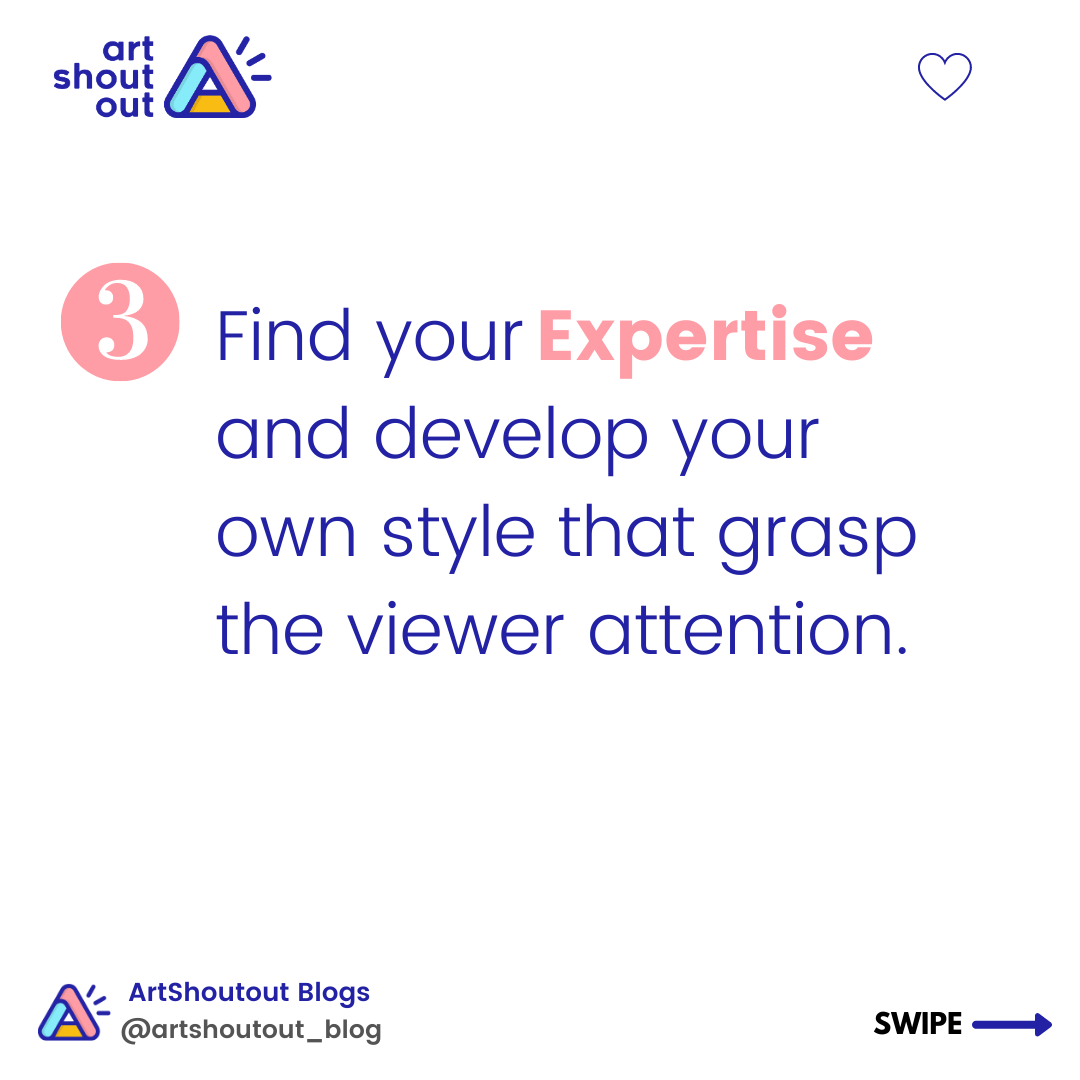 art
shout
out
3
Find your Expertise
and develop your
own style that grasp
the viewer attention.
ArtShoutout Blogs
@artshoutout_blog
SWIPE